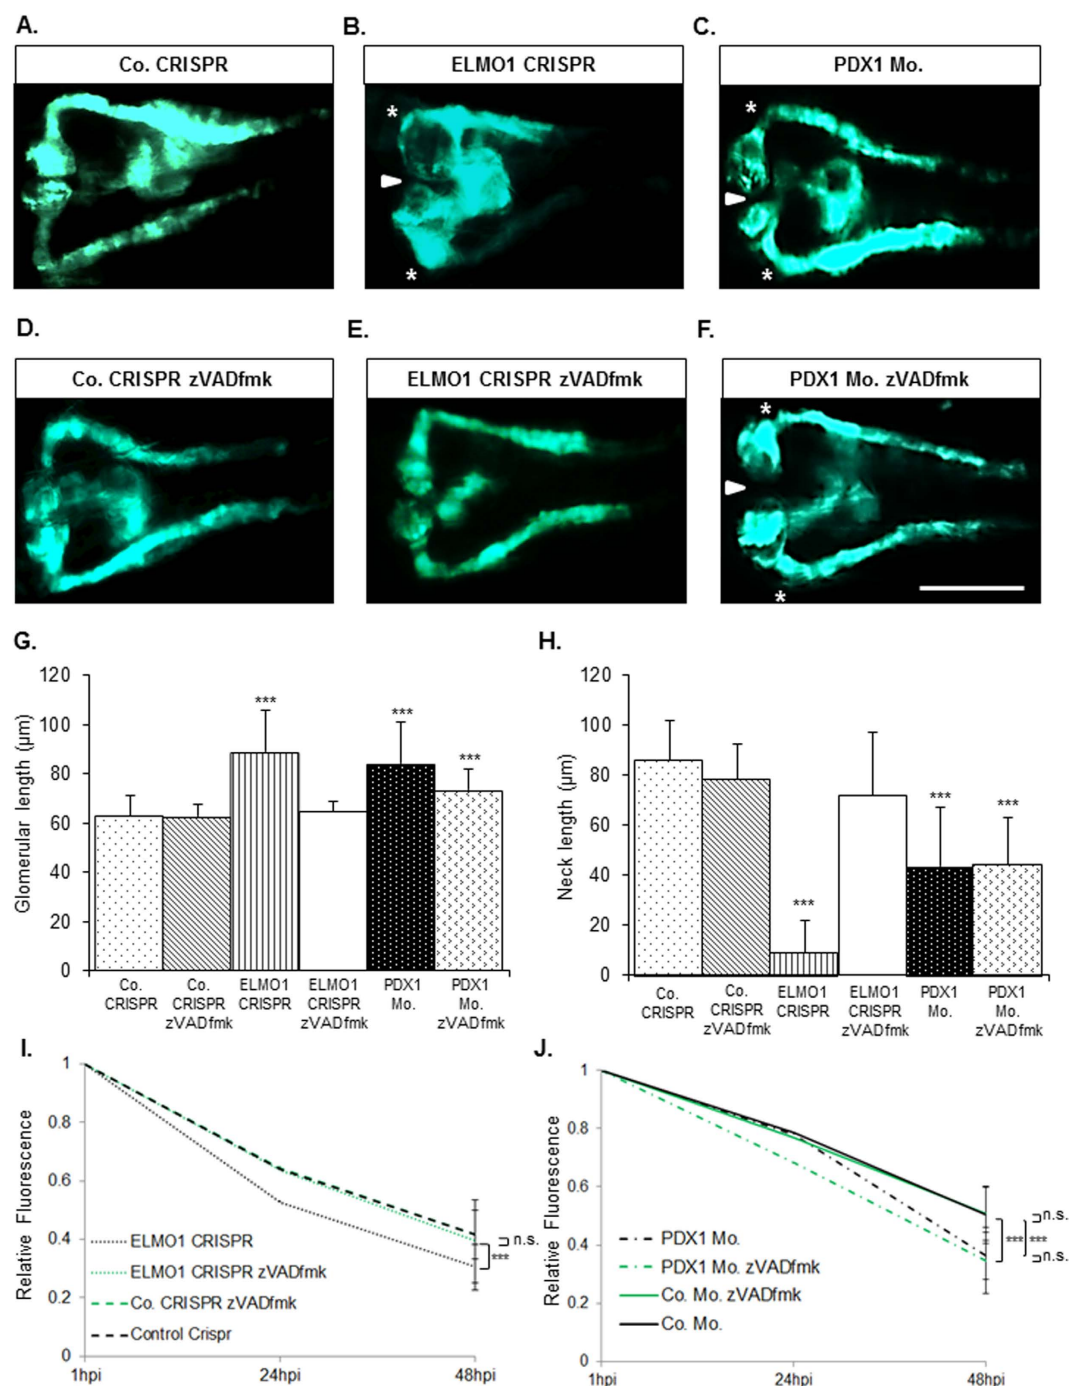 A.
B.
C.
Co. CRISPR
ELMO1 CRISPR
PDX1 Mo.
*
*
*
*
D.
E.
F.
Co. CRISPR zVADfmk
ELMO1 CRISPR zVADfmk
PDX1 Mo. zVADfmk
*
*
G.
Glomerular length (µm)
120
100
80
60
40
20
0
***
***
***
Co. CRISPR
Co. CRISPR zVADfmk
ELMO1 CRISPR
ELMO1 CRISPR zVADfmk
PDX1 Mo.
PDX1 Mo. zVADfmk
H.
Neck length (µm)
120
100
80
60
40
20
0
***
***
***
Co. CRISPR
Co. CRISPR zVADfmk
ELMO1 CRISPR
ELMO1 CRISPR zVADfmk
PDX1 Mo.
PDX1 Mo. zVADfmk
I.
Relative Fluorescence
1
0.8
0.6
0.4
0.2
0
ELMO1 CRISPR
ELMO1 CRISPR zVADfmk
Co. CRISPR zVADfmk
Control Crispr
n.s.
***
1hpi
24hpi
48hpi
J.
Relative Fluorescence
1
0.8
0.6
0.4
0.2
0
PDX1 Mo.
PDX1 Mo. zVADfmk
Co. Mo. zVADfmk
Co. Mo.
n.s.
*** ***
n.s.
1hpi
24hpi
48hpi